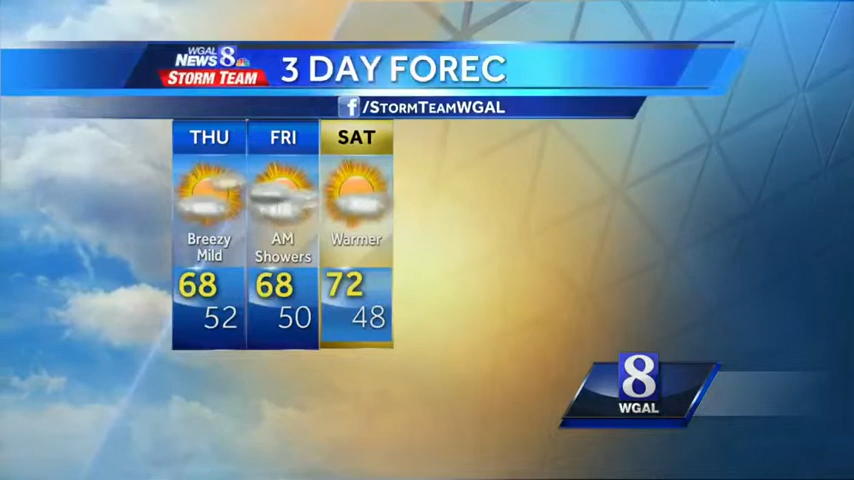 WGAL
NEWS 8
STORM TEAM
3 DAY FOREC
f/STORMTEAMWGAL
THU FRI SAT
Breezy Mild
AM Showers
Warmer
68 68 72
52 50 48
8
WGAL